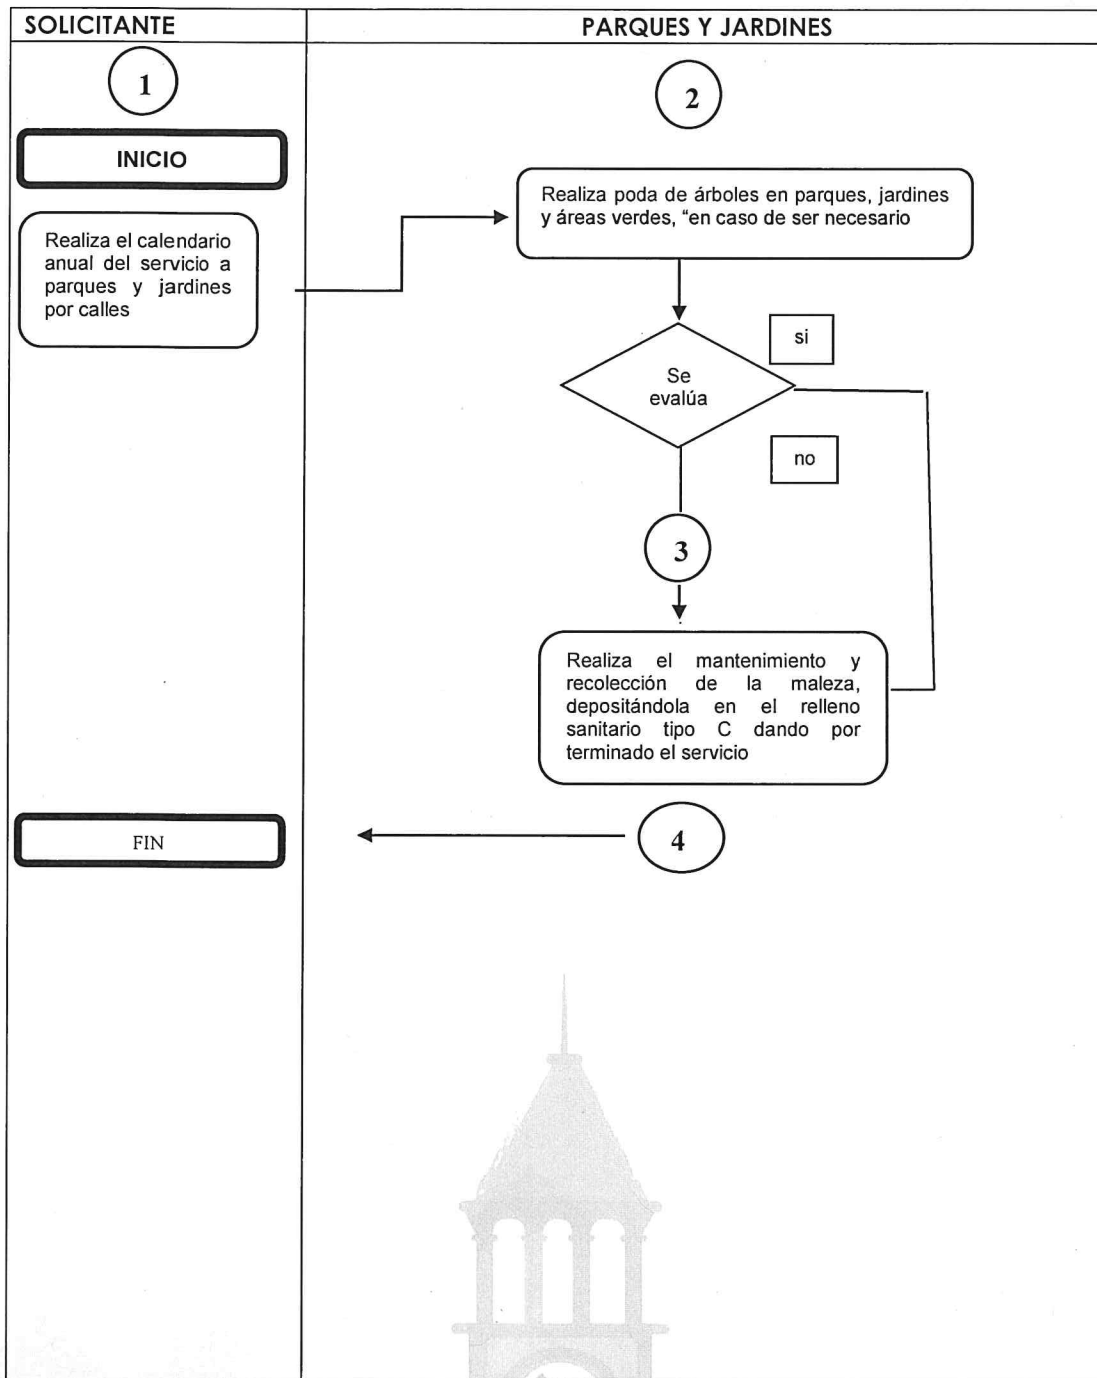 SOLICITANTE
PARQUES Y JARDINES
1
2
INICIO
Realiza el calendario
anual del servicio a
parques y jardines
por calles
Realiza poda de árboles en parques, jardines
y áreas verdes, “en caso de ser necesario
si
Se
evalúa
no
3
Realiza el mantenimiento y
recolección de la maleza,
depositándola en el relleno
sanitario tipo C dando por
terminado el servicio
FIN
4